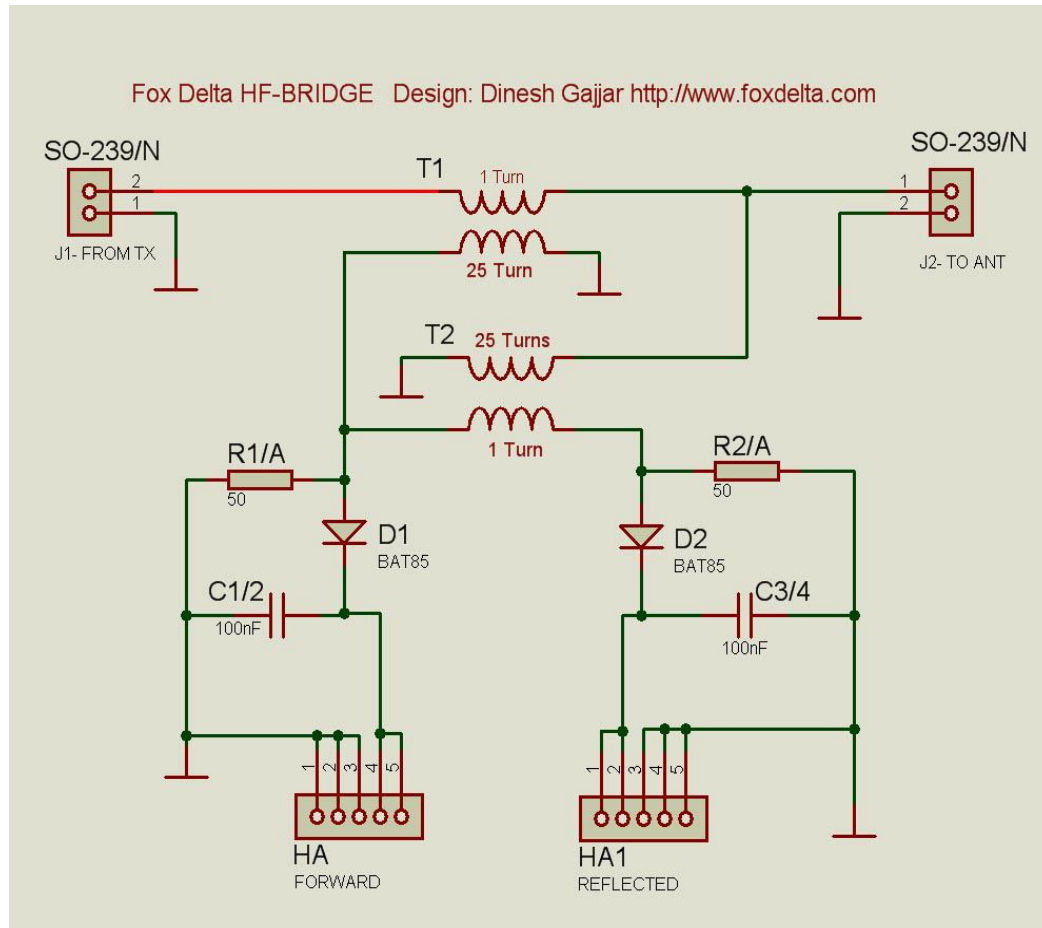 Fox Delta HF-BRIDGE Design: Dinesh Gajjar http://www.foxdelta.com
SO-239/N
2
1
J1- FROM TX
T1
1 Turn
25 Turn
SO-239/N
1
2
J2- TO ANT
T2
25 Turns
1 Turn
R1/A
50
D1
BAT85
C1/2
100nF
R2/A
50
D2
BAT85
C3/4
100nF
1
2
3
4
5
HA
FORWARD
1
2
3
4
5
HA1
REFLECTED